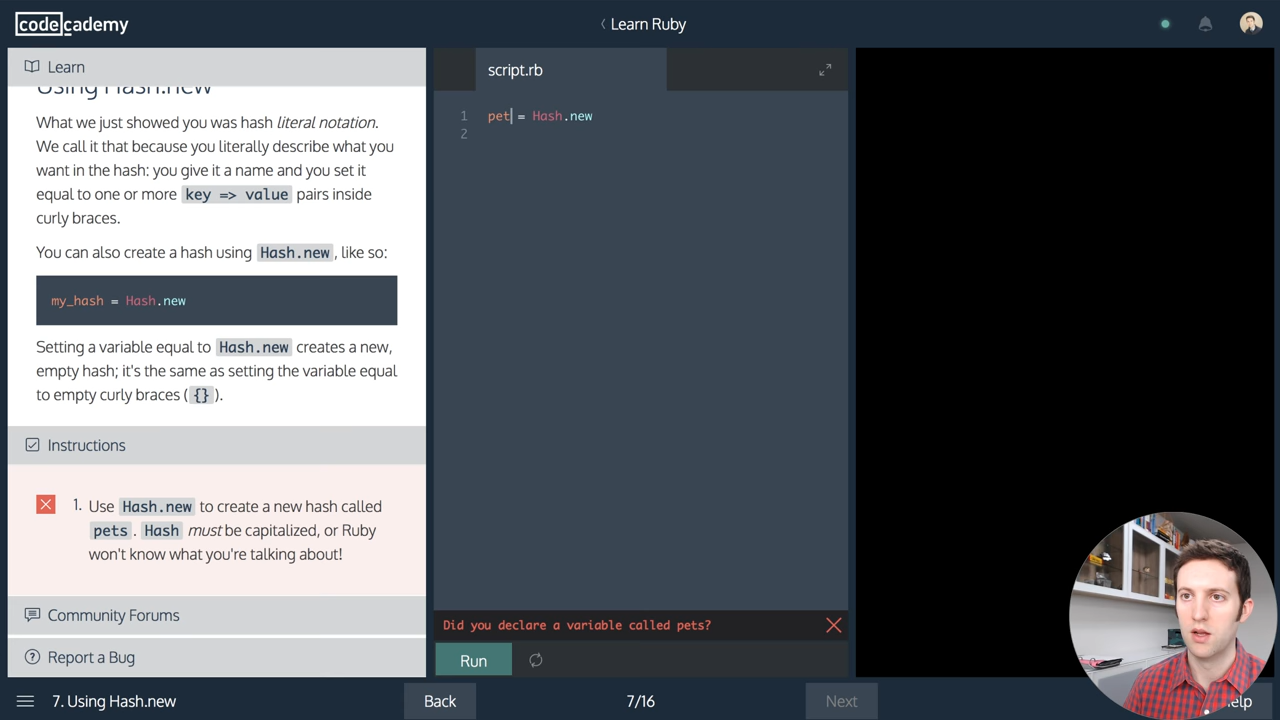 codecademy
Learn Ruby
Learn
Using Hash.new
What we just showed you was hash literal notation.
We call it that because you literally describe what you
want in the hash: you give it a name and you set it
equal to one or more key => value pairs inside
curly braces.
You can also create a hash using Hash.new, like so:
my_hash = Hash.new
Setting a variable equal to Hash.new creates a new,
empty hash; it's the same as setting the variable equal
to empty curly braces ({}).
Instructions
1. Use Hash.new to create a new hash called
pets. Hash must be capitalized, or Ruby
won't know what you're talking about!
Community Forums
Report a Bug
7. Using Hash.new
script.rb
1 pet = Hash.new
2
Did you declare a variable called pets?
Run
Back
7/16
Next
elp